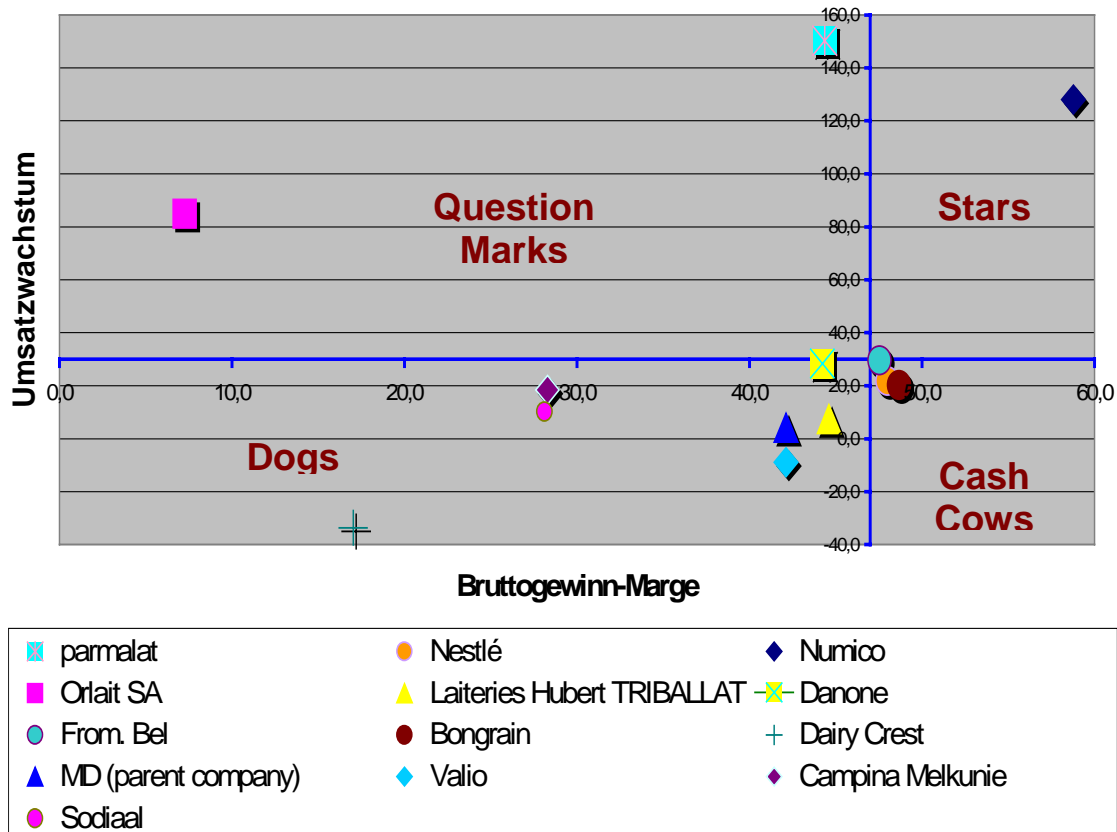 160,0
140,0
120,0
100,0
80,0
60,0
40,0
20,0
0,0
-20,0
-40,0
Umsatzwachstum
Question
Marks
Stars
0,0 10,0 20,0 30,0 40,0 50,0 60,0
Dogs
Cash
Cows
Bruttogewinn-Marge
parmalat Nestlé Numico
Orlait SA Laiteries Hubert TRIBALLAT Danone
From. Bel Bongrain Dairy Crest
MD (parent company) Valio Campina Melkunie
Sodiaal